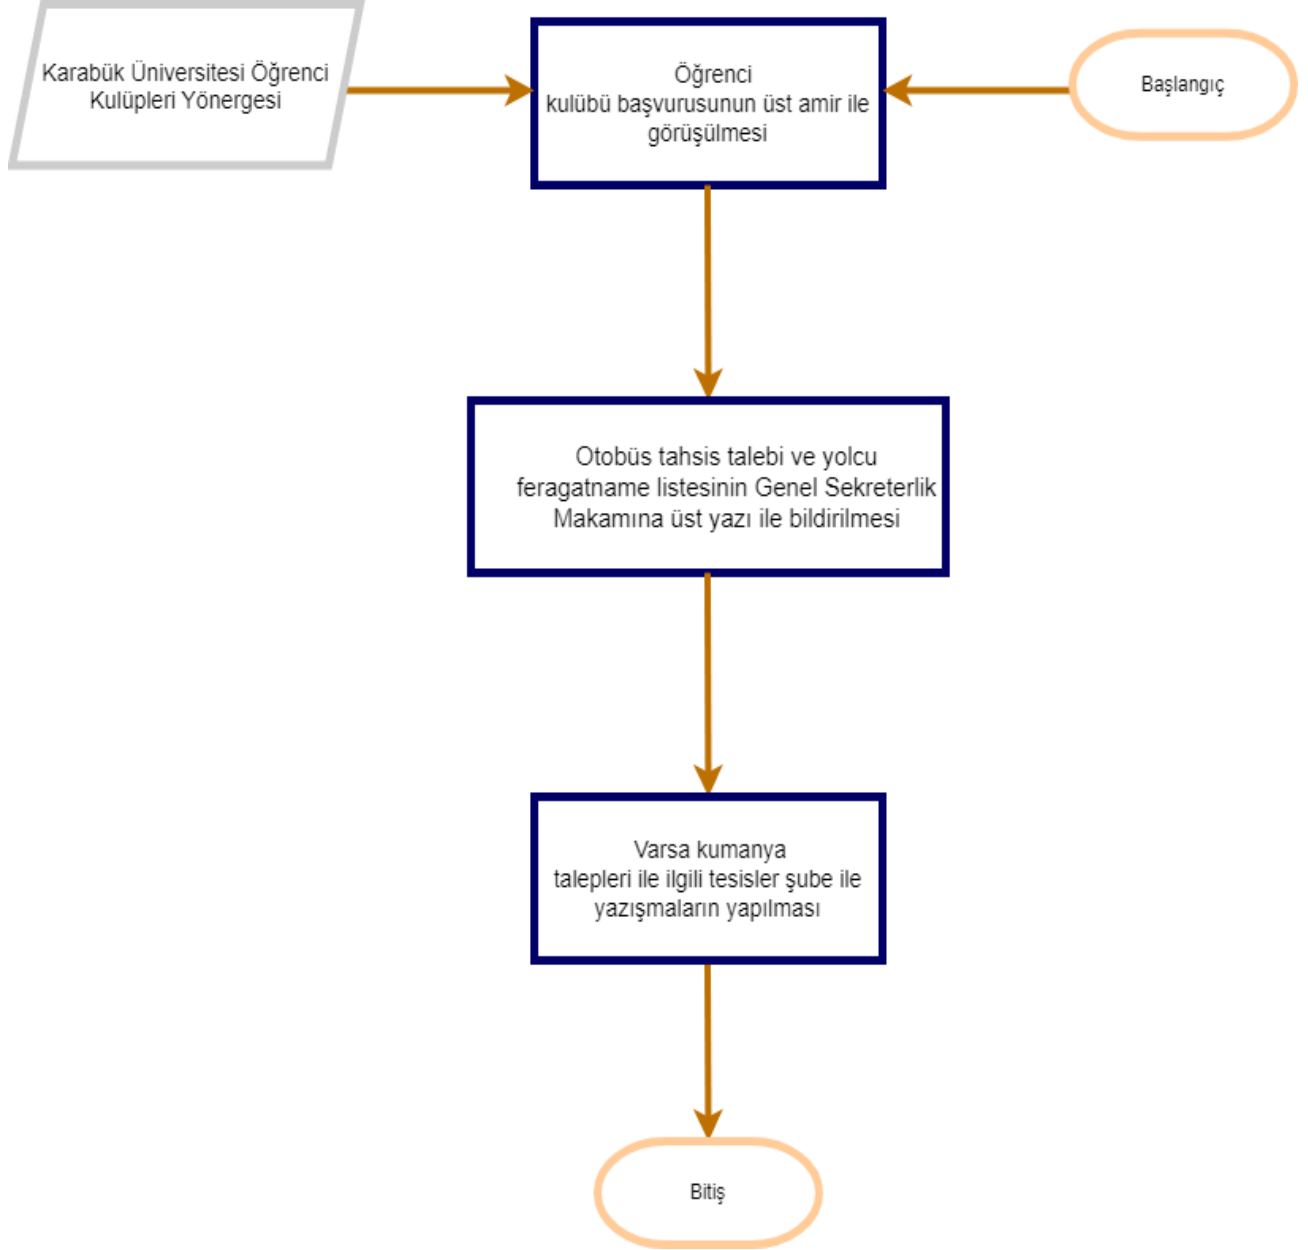 Karabük Üniversitesi Öğrenci
Kulüpleri Yönergesi
Öğrenci
kulübü başvurusunun üst amir ile
görüşülmesi
Başlangıç
Otobüs tahsis talebi ve yolcu
feragatname listesinin Genel Sekreterlik
Makamına üst yazı ile bildirilmesi
Varsa kumanya
talepleri ile ilgili tesisler şube ile
yazışmaların yapılması
Bitiş